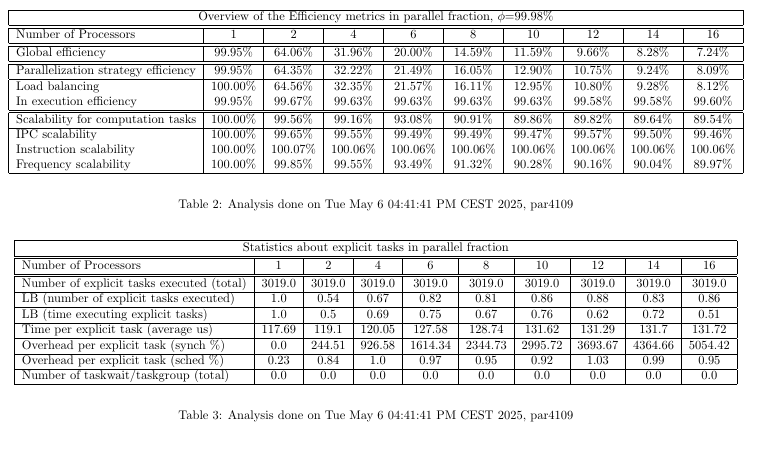 Overview of the Efficiency metrics in parallel fraction, ϕ=99.98%
Number of Processors 1 2 4 6 8 10 12 14 16
Global efficiency 99.95% 64.06% 31.96% 20.00% 14.59% 11.59% 9.66% 8.28% 7.24%
Parallelization strategy efficiency 99.95% 64.35% 32.22% 21.49% 16.05% 12.90% 10.75% 9.24% 8.09%
Load balancing 100.00% 64.56% 32.35% 21.57% 16.11% 12.95% 10.80% 9.28% 8.12%
In execution efficiency 99.95% 99.67% 99.63% 99.63% 99.63% 99.63% 99.58% 99.58% 99.60%
Scalability for computation tasks 100.00% 99.56% 99.16% 93.08% 90.91% 89.86% 89.82% 89.64% 89.54%
IPC scalability 100.00% 99.65% 99.55% 99.49% 99.49% 99.47% 99.57% 99.50% 99.46%
Instruction scalability 100.00% 100.07% 100.06% 100.06% 100.06% 100.06% 100.06% 100.06% 100.06%
Frequency scalability 100.00% 99.85% 99.55% 93.49% 91.32% 90.28% 90.16% 90.04% 89.97%
Table 2: Analysis done on Tue May 6 04:41:41 PM CEST 2025, par4109
Statistics about explicit tasks in parallel fraction
Number of Processors 1 2 4 6 8 10 12 14 16
Number of explicit tasks executed (total) 3019.0 3019.0 3019.0 3019.0 3019.0 3019.0 3019.0 3019.0 3019.0
LB (number of explicit tasks executed) 1.0 0.54 0.67 0.82 0.81 0.86 0.88 0.83 0.86
LB (time executing explicit tasks) 1.0 0.5 0.69 0.75 0.67 0.76 0.62 0.72 0.51
Time per explicit task (average us) 117.69 119.1 120.05 127.58 128.74 131.62 131.29 131.7 131.72
Overhead per explicit task (synch %) 0.0 244.51 926.58 1614.34 2344.73 2995.72 3693.67 4364.66 5054.42
Overhead per explicit task (sched %) 0.23 0.84 1.0 0.97 0.95 0.92 1.03 0.99 0.95
Number of taskwait/taskgroup (total) 0.0 0.0 0.0 0.0 0.0 0.0 0.0 0.0 0.0
Table 3: Analysis done on Tue May 6 04:41:41 PM CEST 2025, par4109